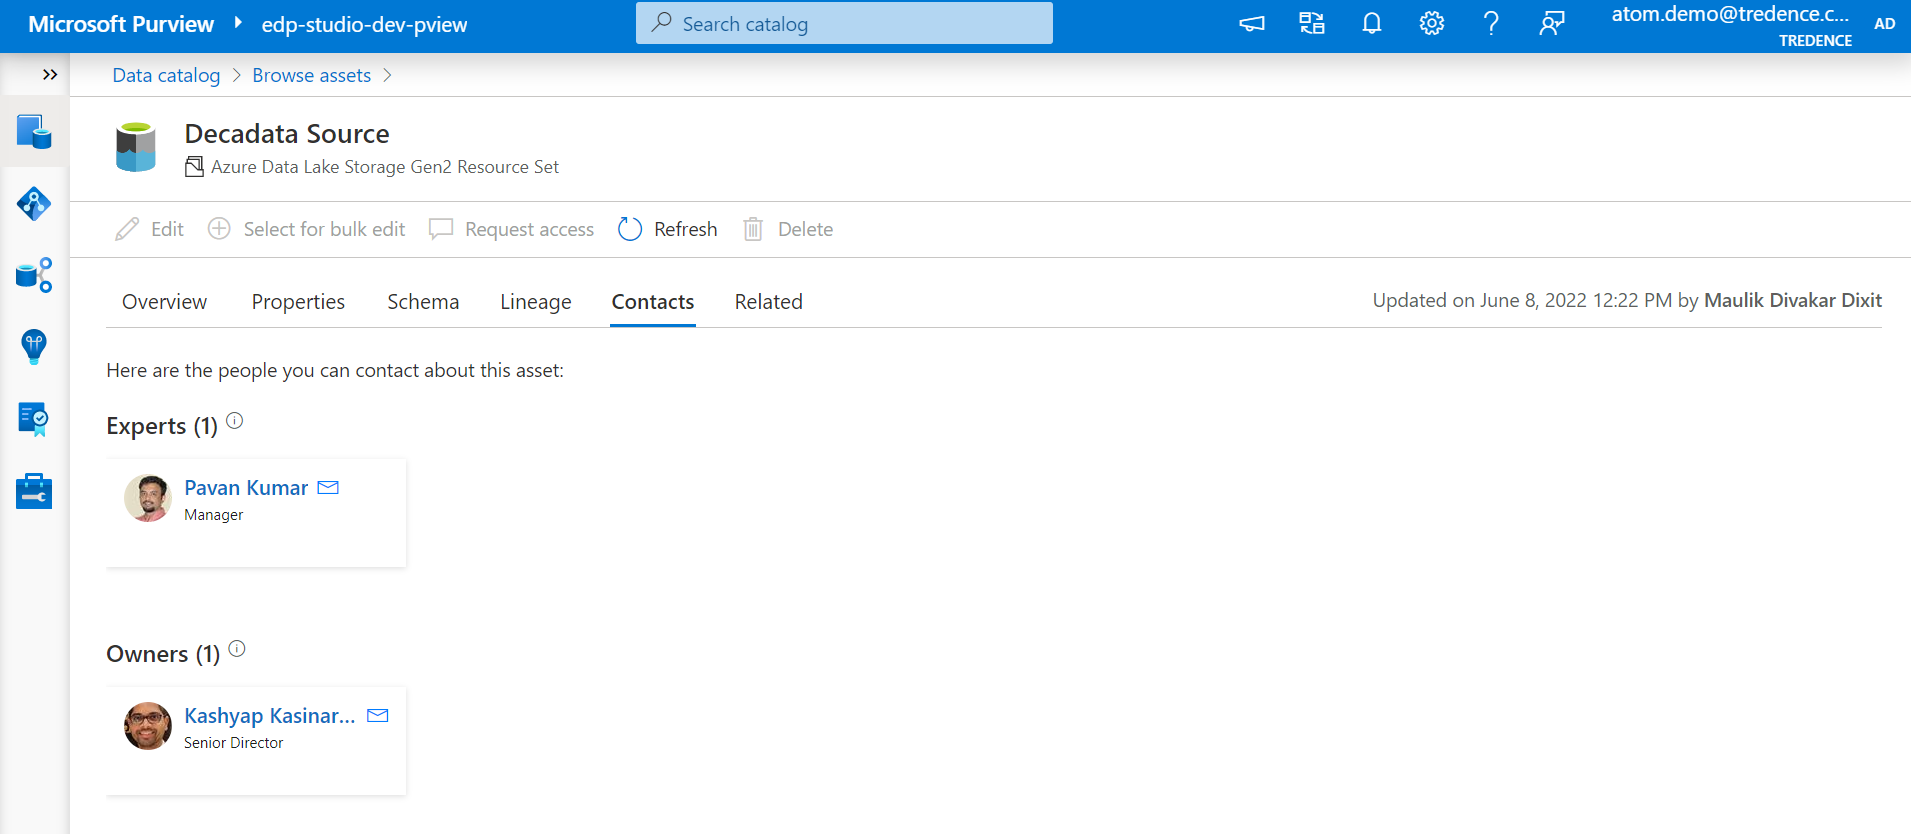 Microsoft Purview edp-studio-dev-pview Search catalog atom.demo@tredence.c... AD
TREDENCE
Data catalog Browse assets
Decadata Source
Azure Data Lake Storage Gen2 Resource Set
Edit Select for bulk edit Request access Refresh Delete
Overview Properties Schema Lineage Contacts Related Updated on June 8, 2022 12:22 PM by Maulik Divakar Dixit
Here are the people you can contact about this asset:
Experts (1)
Pavan Kumar
Manager
Owners (1)
Kashyap Kasinar...
Senior Director